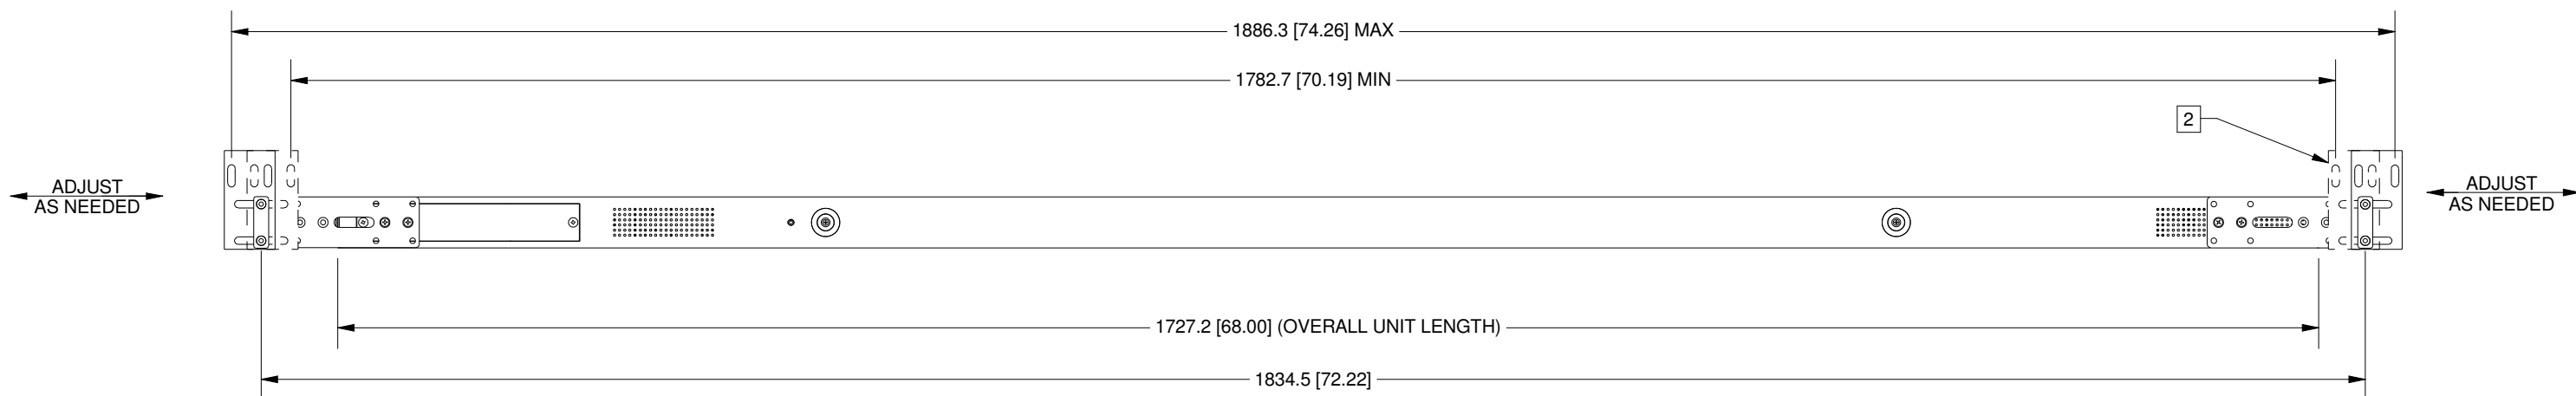 1886.3 [74.26] MAX
1782.7 [70.19] MIN
2
ADJUST
AS NEEDED
ADJUST
AS NEEDED
1727.2 [68.00] (OVERALL UNIT LENGTH)
1834.5 [72.22]